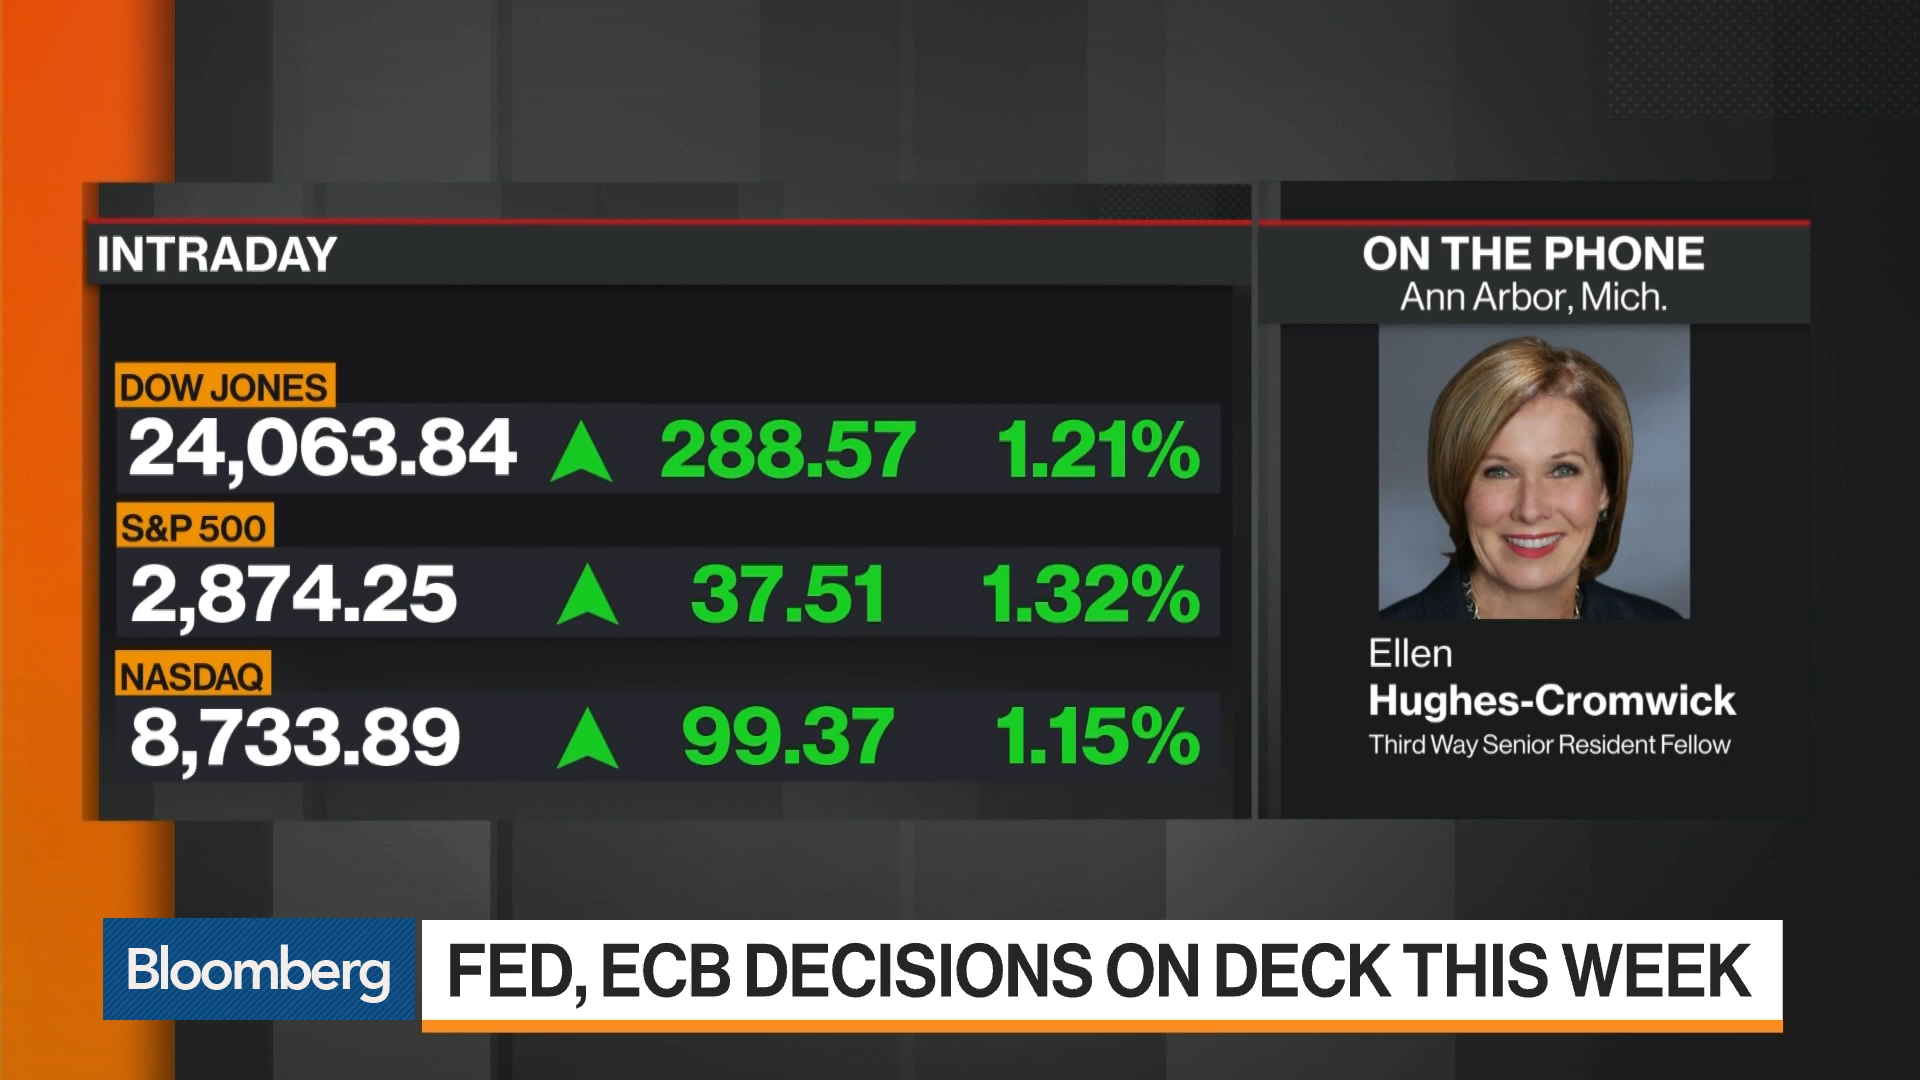 INTRADAY
DOW JONES
24,063.84 288.57 1.21%
S&P 500
2,874.25 37.51 1.32%
NASDAQ
8,733.89 99.37 1.15%
ON THE PHONE
Ann Arbor, Mich.
Ellen
Hughes-Cromwick
Third Way Senior Resident Fellow
Bloomberg
FED, ECB DECISIONS ON DECK THIS WEEK